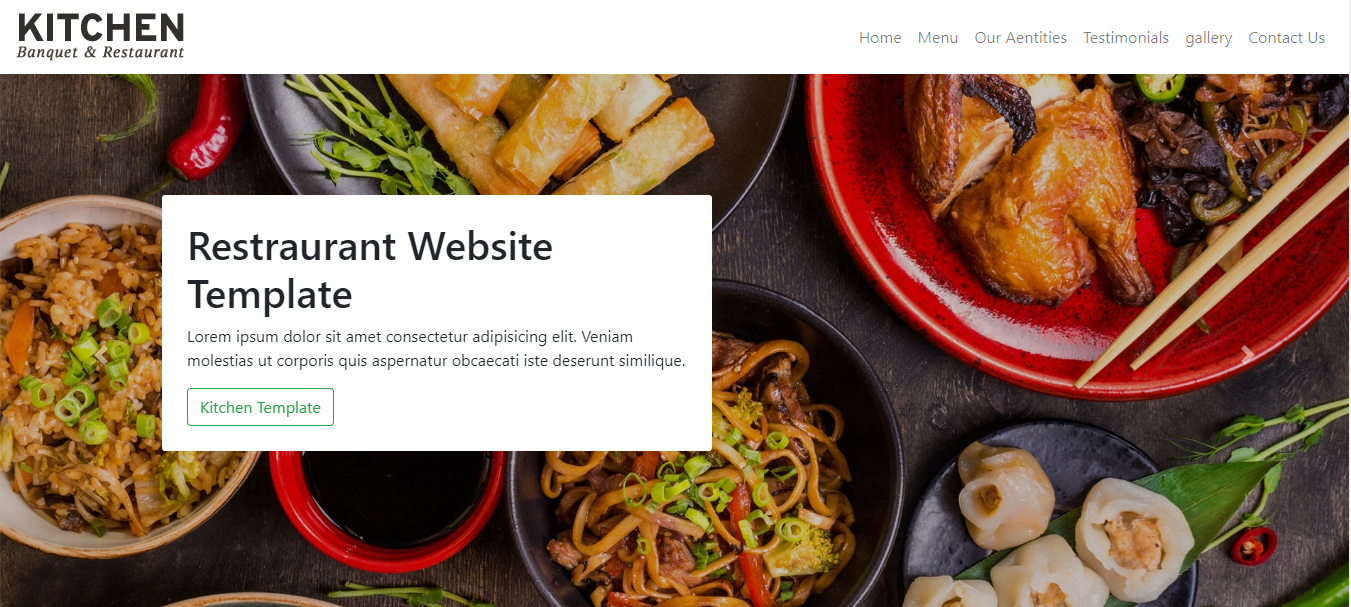 KITCHEN
Banquet & Restaurant
Home Menu Our Aentities Testimonials gallery Contact Us
Restraurant Website
Template
Lorem ipsum dolor sit amet consectetur adipisicing elit. Veniam
molestias ut corporis quis aspernatur obcaecati iste deserunt similique.
Kitchen Template